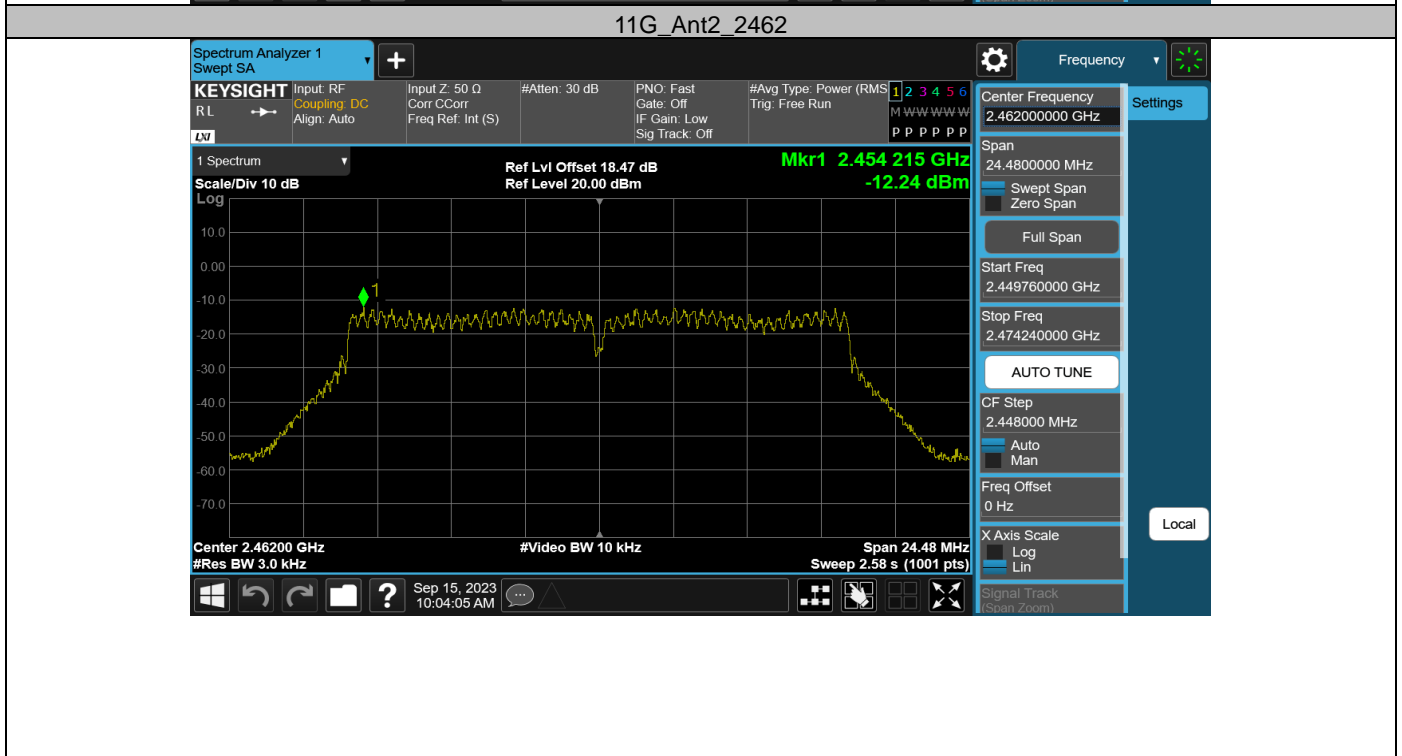 11G_Ant2_2462
Spectrum Analyzer 1
Swept SA
Frequency
KEYSIGHT
RL
LXI
Input: RF
Coupling: DC
Align: Auto
Input Z: 50 Ω
Corr CCorr
Freq Ref: Int (S)
#Atten: 30 dB
PNO: Fast
Gate: Off
IF Gain: Low
Sig Track: Off
#Avg Type: Power (RMS
Trig: Free Run
1 2 3 4 5 6
M W W W W W
P P P P P P
Center Frequency
2.462000000 GHz
Settings
Span
24.4800000 MHz
Swept Span
Zero Span
Full Span
Start Freq
2.449760000 GHz
Stop Freq
2.474240000 GHz
AUTO TUNE
CF Step
2.448000 MHz
Auto
Man
Freq Offset
0 Hz
X Axis Scale
Log
Lin
Signal Track
(Span Zoom)
Local
1 Spectrum
Scale/Div 10 dB
Log
Ref Lvl Offset 18.47 dB
Ref Level 20.00 dBm
Mkr1 2.454 215 GHz
-12.24 dBm
10.0
0.00
-10.0
-20.0
-30.0
-40.0
-50.0
-60.0
-70.0
1
Center 2.46200 GHz
#Res BW 3.0 kHz
#Video BW 10 kHz
Span 24.48 MHz
Sweep 2.58 s (1001 pts)
?
Sep 15, 2023
10:04:05 AM